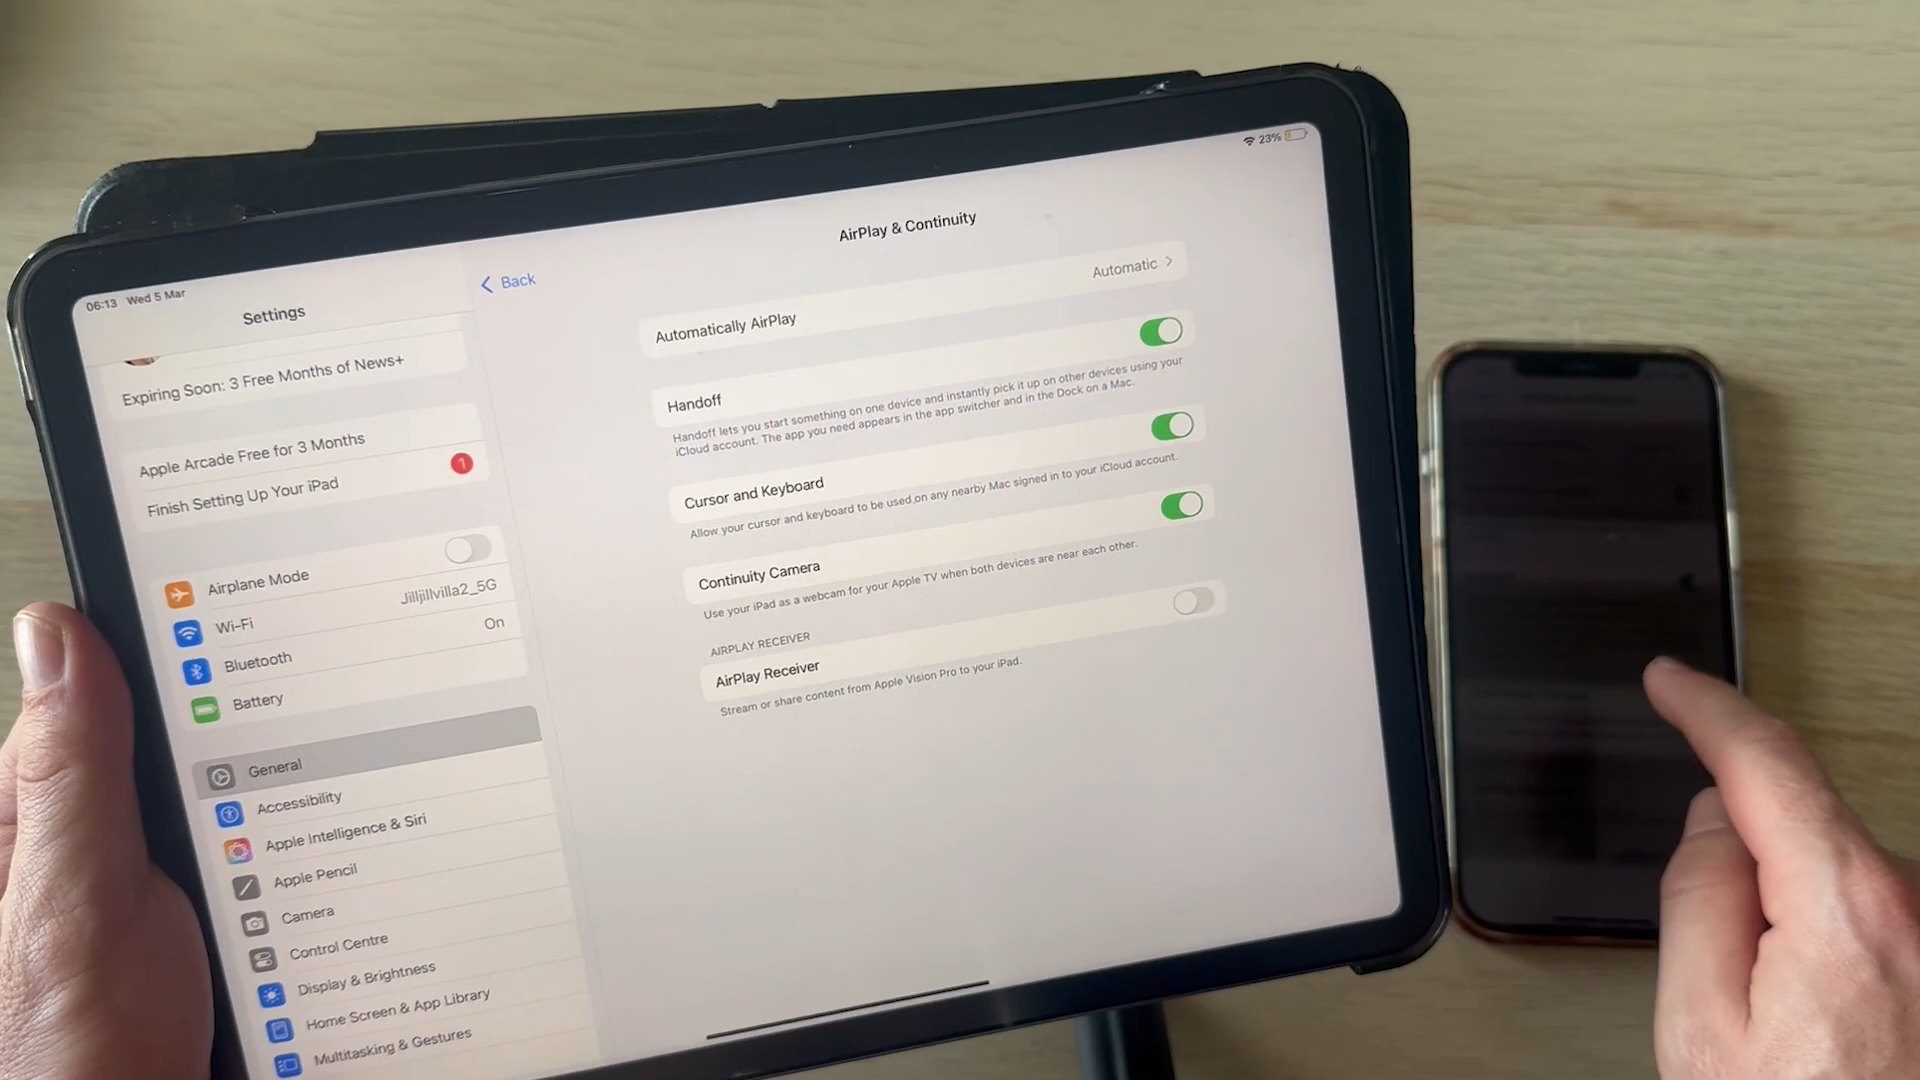 06:13 Wed 5 Mar
23%
Settings
Expiring Soon: 3 Free Months of News+
Apple Arcade Free for 3 Months
Finish Setting Up Your iPad
1
Airplane Mode
Wi-Fi
Jilljillvilla2_5G
Bluetooth
On
Battery
General
Accessibility
Apple Intelligence & Siri
Apple Pencil
Camera
Control Centre
Display & Brightness
Home Screen & App Library
Multitasking & Gestures
Back
AirPlay & Continuity
Automatically AirPlay
Automatic
Handoff
Handoff lets you start something on one device and instantly pick it up on other devices using your
iCloud account. The app you need appears in the app switcher and in the Dock on a Mac.
Cursor and Keyboard
Allow your cursor and keyboard to be used on any nearby Mac signed in to your iCloud account.
Continuity Camera
Use your iPad as a webcam for your Apple TV when both devices are near each other.
AIRPLAY RECEIVER
AirPlay Receiver
Stream or share content from Apple Vision Pro to your iPad.